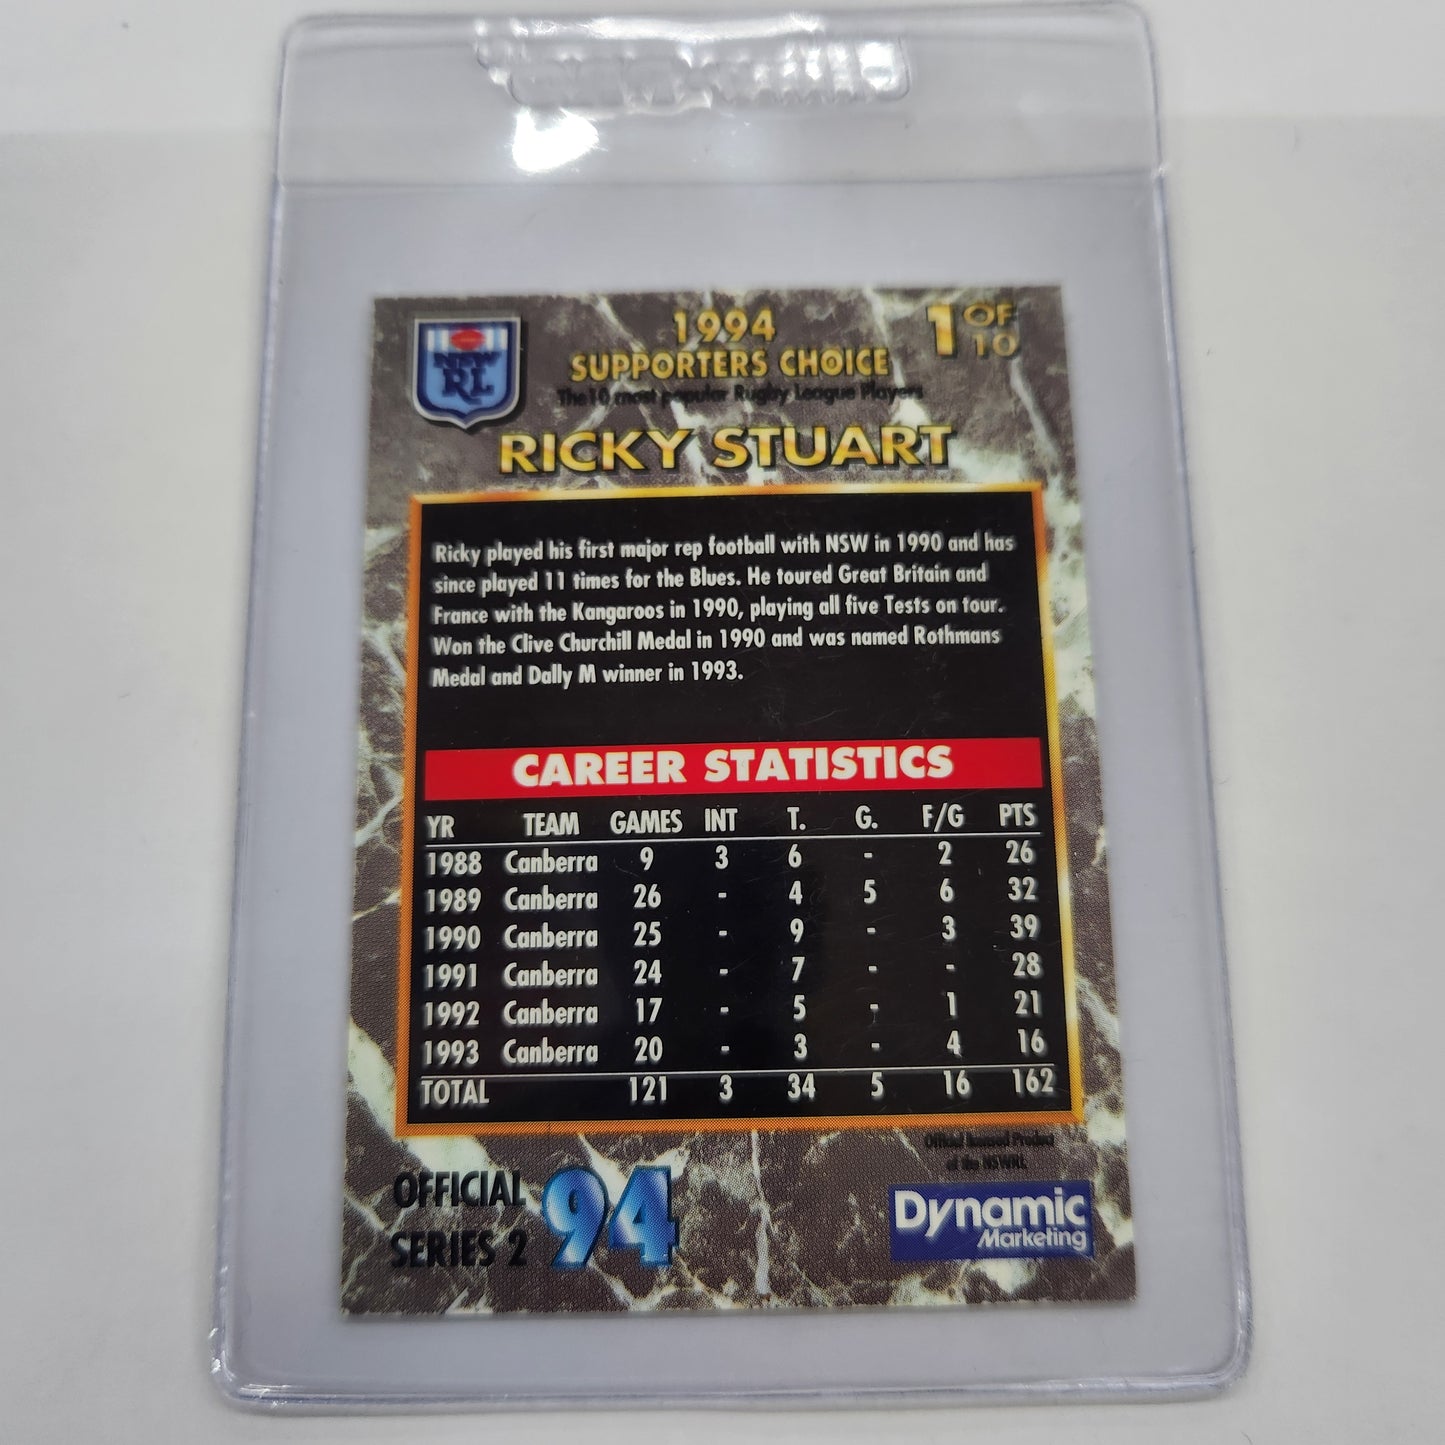 NSW
RL
1994
SUPPORTERS CHOICE
The 10 most popular Rugby League Players
1 OF 10
RICKY STUART
Ricky played his first major rep football with NSW in 1990 and has
since played 11 times for the Blues. He toured Great Britain and
France with the Kangaroos in 1990, playing all five Tests on tour.
Won the Clive Churchill Medal in 1990 and was named Rothmans
Medal and Dally M winner in 1993.
CAREER STATISTICS
YR TEAM GAMES INT T. G. F/G PTS
1988 Canberra 9 3 6 - 2 26
1989 Canberra 26 - 4 5 6 32
1990 Canberra 25 - 9 - 3 39
1991 Canberra 24 - 7 - - 28
1992 Canberra 17 - 5 - 1 21
1993 Canberra 20 - 3 - 4 16
TOTAL 121 3 34 5 16 162
Official licensed Product
of the NSWRL
OFFICIAL
SERIES 2 94
Dynamic
Marketing